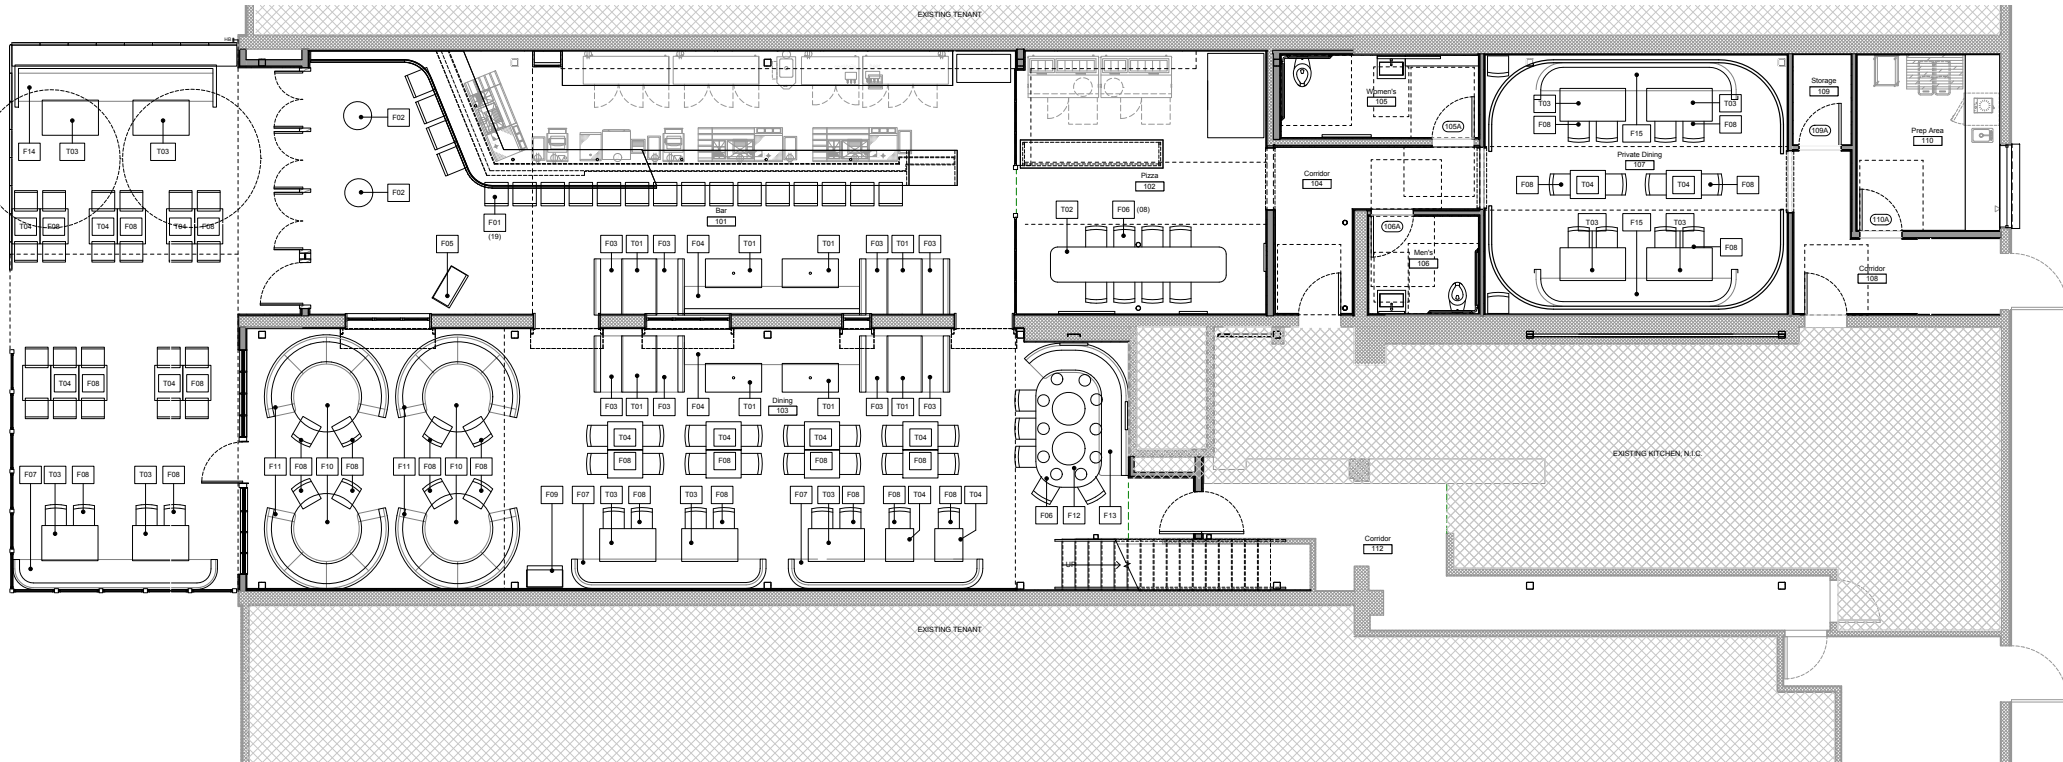 EXISTING TENANT
HB
Storage
109
Women's
105
T03
T03
F02
F08
F15
F08
105A
109A
Prep Area
110
F14
T03
T03
Private Dining
107
Pizza
102
Corridor
104
F08
T04
T04
F08
F02
Bar
101
T02
F06 (08)
F01
(19)
T04
F08
T04
F08
T04
F08
106A
T03
F15
T03
110A
F05
F03
T01
F03
F04
T01
T01
F03
T01
F03
F08
Men's
106
Corridor
108
T04
F08
T04
F08
F03
T01
F03
F04
T01
Dining
103
T01
F03
T01
F03
T04
T04
T04
T04
EXISTING KITCHEN, N.I.C.
F11
F08
F10
F08
F11
F08
F10
F08
F08
F08
F08
F08
F07
T03
F08
T03
F08
F09
F07
T03
F08
T03
F08
F07
T03
F08
F08
T04
F08
T04
F06
F12
F13
Corridor
112
UP
EXISTING TENANT